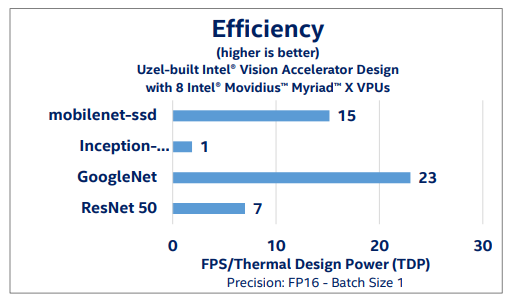 Efficiency
(higher is better)
Uzel-built Intel® Vision Accelerator Design
with 8 Intel® Movidius™ Myriad™ X VPUs
mobilenet-ssd 15
Inception-... 1
GoogleNet 23
ResNet 50 7
0 10 20 30
FPS/Thermal Design Power (TDP)
Precision: FP16 - Batch Size 1